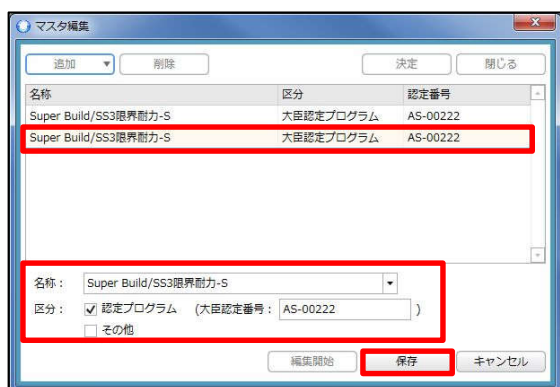 マスタ編集
追加 ▼ 削除 決定 閉じる
名称 区分 認定番号
Super Build/SS3限界耐力-S 大臣認定プログラム AS-00222
Super Build/SS3限界耐力-S 大臣認定プログラム AS-00222
名称： Super Build/SS3限界耐力-S
区分： 認定プログラム (大臣認定番号： AS-00222 )
その他
編集開始 保存 キャンセル